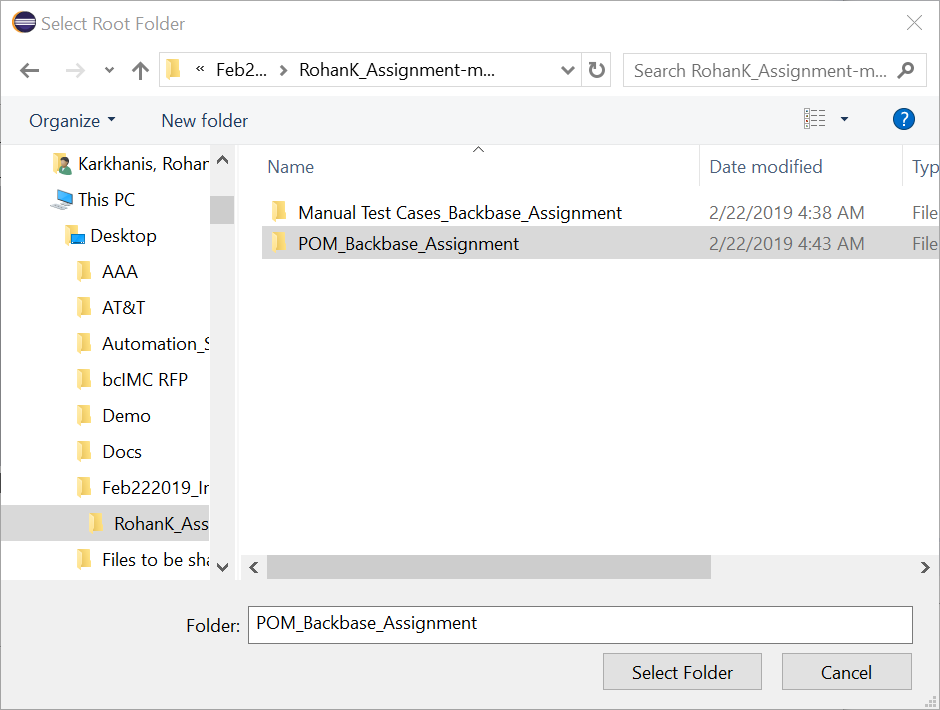 Select Root Folder
« Feb2... > RohanK_Assignment-m...
Search RohanK_Assignment-m...
Organize
New folder
?
Karkhanis, Rohan
This PC
Desktop
AAA
AT&T
Automation_S
bcIMC RFP
Demo
Docs
Feb222019_In
RohanK_Ass
Files to be sha
Name Date modified Typ
Manual Test Cases_Backbase_Assignment 2/22/2019 4:38 AM File
POM_Backbase_Assignment 2/22/2019 4:43 AM File
Folder: POM_Backbase_Assignment
Select Folder Cancel